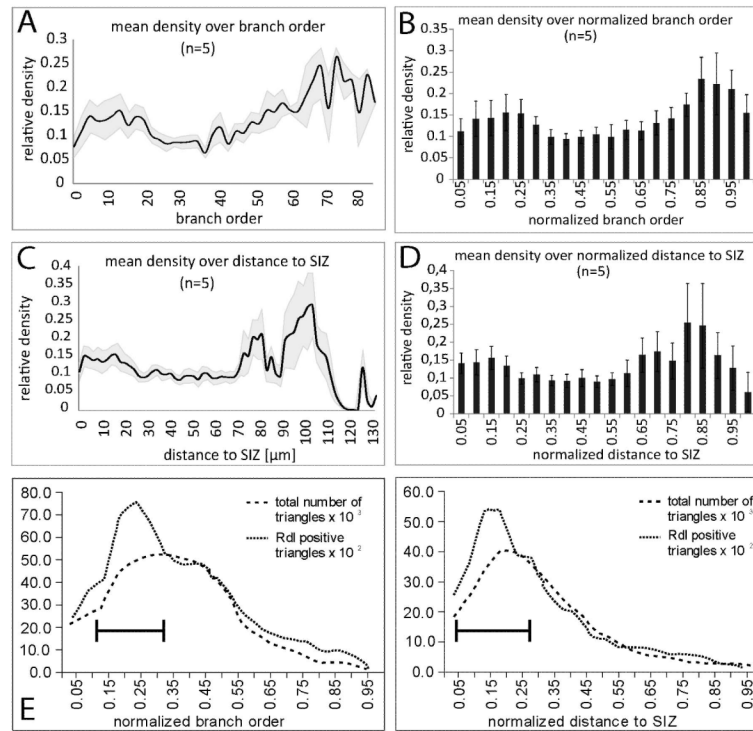 A
mean density over branch order
(n=5)
relative density
0.3
0.25
0.2
0.15
0.1
0.05
0
0 10 20 30 40 50 60 70 80
branch order
B
mean density over normalized branch order
(n=5)
relative density
0.35
0.3
0.25
0.2
0.15
0.1
0.05
0
0.05 0.15 0.25 0.35 0.45 0.55 0.65 0.75 0.85 0.95
normalized branch order
C
mean density over distance to SIZ
(n=5)
relative density
0.4
0.35
0.3
0.25
0.2
0.15
0.1
0.05
0
0 10 20 30 40 50 60 70 80 90 100 110 120 130
distance to SIZ [µm]
D
mean density over normalized distance to SIZ
(n=5)
relative density
0.4
0,35
0,3
0,25
0,2
0,15
0,1
0,05
0
0.05 0.15 0.25 0.35 0.45 0.55 0.65 0.75 0.85 0.95
normalized distance to SIZ
80.0
70.0
60.0
50.0
40.0
30.0
20.0
10.0
0.0
total number of
triangles x 10³
Rdl positive
triangles x 10²
0.05 0.15 0.25 0.35 0.45 0.55 0.65 0.75 0.85 0.95
E
normalized branch order
60.0
50.0
40.0
30.0
20.0
10.0
0.0
total number of
triangles x 10³
Rdl positive
triangles x 10²
0.05 0.15 0.25 0.35 0.45 0.55 0.65 0.75 0.85 0.95
normalized distance to SIZ